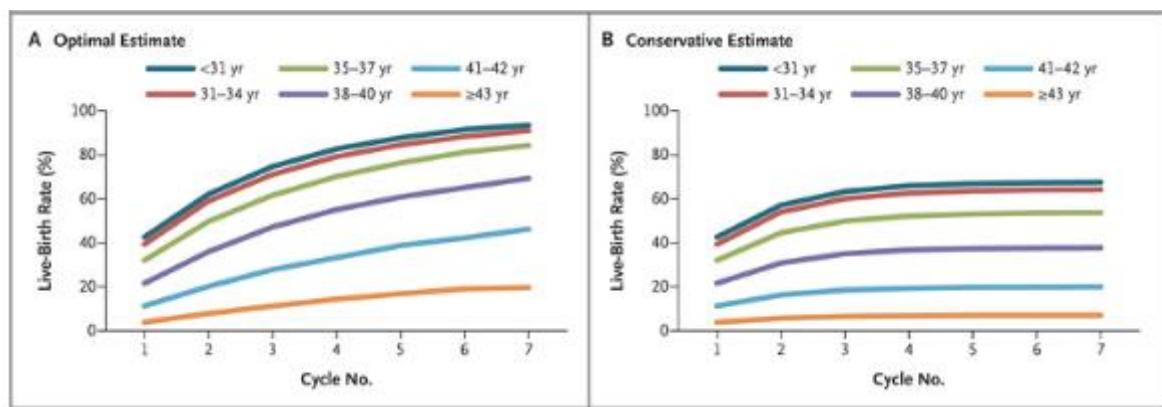 A Optimal Estimate
<31 yr 35–37 yr 41–42 yr
31–34 yr 38–40 yr ≥43 yr
Live-Birth Rate (%)
100
80
60
40
20
0
1 2 3 4 5 6 7
Cycle No.
B Conservative Estimate
<31 yr 35–37 yr 41–42 yr
31–34 yr 38–40 yr ≥43 yr
Live-Birth Rate (%)
100
80
60
40
20
0
1 2 3 4 5 6 7
Cycle No.